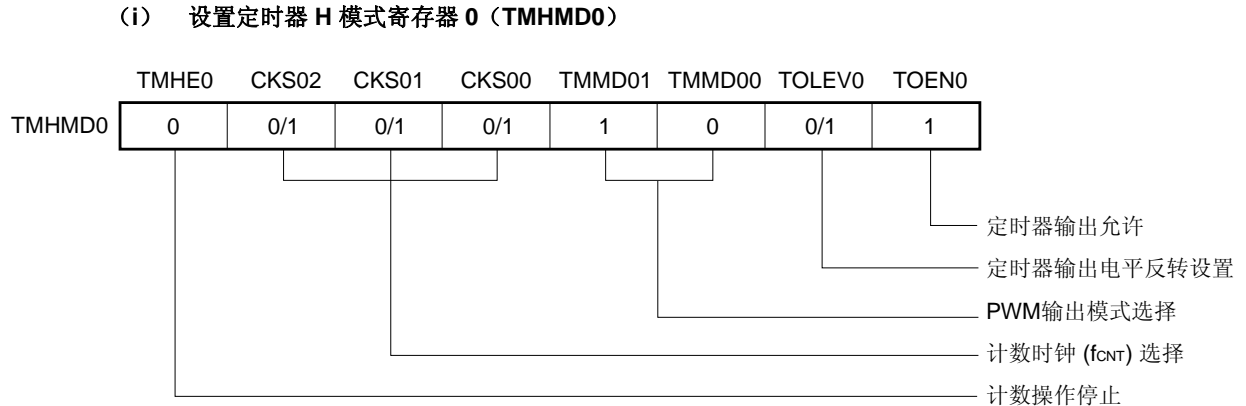 （i） 设置定时器 H 模式寄存器 0（TMHMD0）
TMHE0 CKS02 CKS01 CKS00 TMMD01 TMMD00 TOLEV0 TOEN0
TMHMD0 0 0/1 0/1 0/1 1 0 0/1 1
定时器输出允许
定时器输出电平反转设置
PWM输出模式选择
计数时钟 (fCNT) 选择
计数操作停止